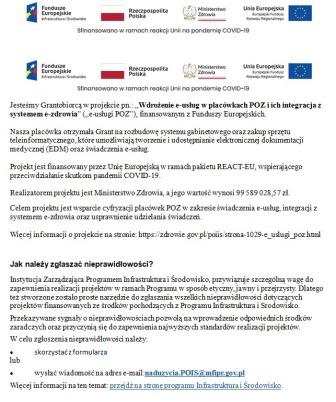 Fundusze
Europejskie
Infrastruktura i Środowisko
Rzeczpospolita
Polska
Ministerstwo
Zdrowia
Unia Europejska
Europejski Fundusz
Rozwoju Regionalnego
Sfinansowano w ramach reakcji Unii na pandemię COVID-19
Fundusze
Europejskie
Infrastruktura i Środowisko
Rzeczpospolita
Polska
Ministerstwo
Zdrowia
Unia Europejska
Europejski Fundusz
Rozwoju Regionalnego
Sfinansowano w ramach reakcji Unii na pandemię COVID-19
Jesteśmy Grantobiorcą w projekcie pn.: „Wdrożenie e-usług w placówkach POZ i ich integracja z
systemem e-zdrowia” („e-usługi POZ”), finansowanym z Funduszy Europejskich.
Nasza placówka otrzymała Grant na rozbudowę systemu gabinetowego oraz zakup sprzętu
teleinformatycznego, które umożliwią tworzenie i udostępnianie elektronicznej dokumentacji
medycznej (EDM) oraz świadczenia e-usług.
Projekt jest finansowany przez Unię Europejską w ramach pakietu REACT-EU, wspierającego
przeciwdziałanie skutkom pandemii COVID-19.
Realizatorem projektu jest Ministerstwo Zdrowia, a jego wartość wynosi 99 589 028,57 zł.
Celem projektu jest wsparcie cyfryzacji placówek POZ w zakresie świadczenia e-usług, integracji z
systemem e-zdrowia oraz usprawnienie udzielania świadczeń.
Więcej informacji o projekcie na stronie: https://zdrowie.gov.pl/poiis/strona-1029-e_uslugi_poz.html
Jak należy zgłaszać nieprawidłowości?
Instytucja Zarządzająca Programem Infrastruktura i Środowisko, przywiązuje szczególną wagę do
zapewnienia realizacji projektów w ramach Programu w sposób etyczny, jawny i przejrzysty. Dlatego
też stworzone zostało proste narzędzie do zgłaszania wszelkich nieprawidłowości dotyczących
projektów finansowanych ze środków pochodzących z Programu Infrastruktura i Środowisko.
Przekazywane sygnały o nieprawidłowościach pozwolą na wprowadzenie odpowiednich środków
zaradczych oraz przyczynią się do zapewnienia najwyższych standardów realizacji projektów.
W celu zgłoszenia nieprawidłowości należy:
• skorzystać z formularza
lub
• wysłać wiadomość na adres e-mail: naduzycia.POIS@mfipr.gov.pl
Więcej informacji na ten temat: przejdź na stronę programu Infrastruktura i Środowisko.